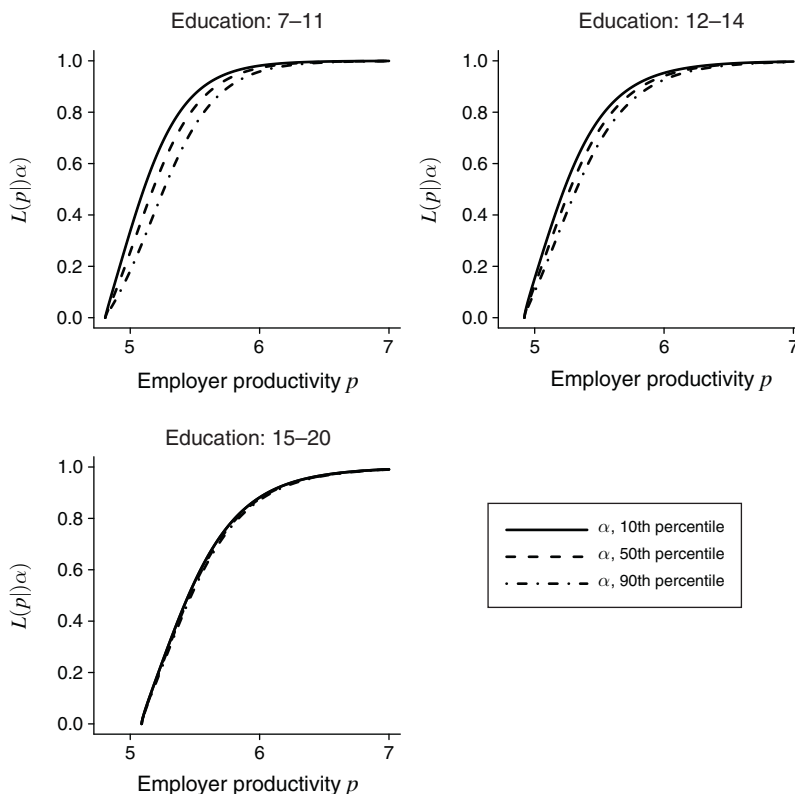 Education: 7–11
1.0
0.8
0.6
0.4
0.2
0.0
L(p|)α)
5 6 7
Employer productivity p
Education: 12–14
1.0
0.8
0.6
0.4
0.2
0.0
L(p|)α)
5 6 7
Employer productivity p
Education: 15–20
1.0
0.8
0.6
0.4
0.2
0.0
L(p|)α)
5 6 7
Employer productivity p
α, 10th percentile
α, 50th percentile
α, 90th percentile